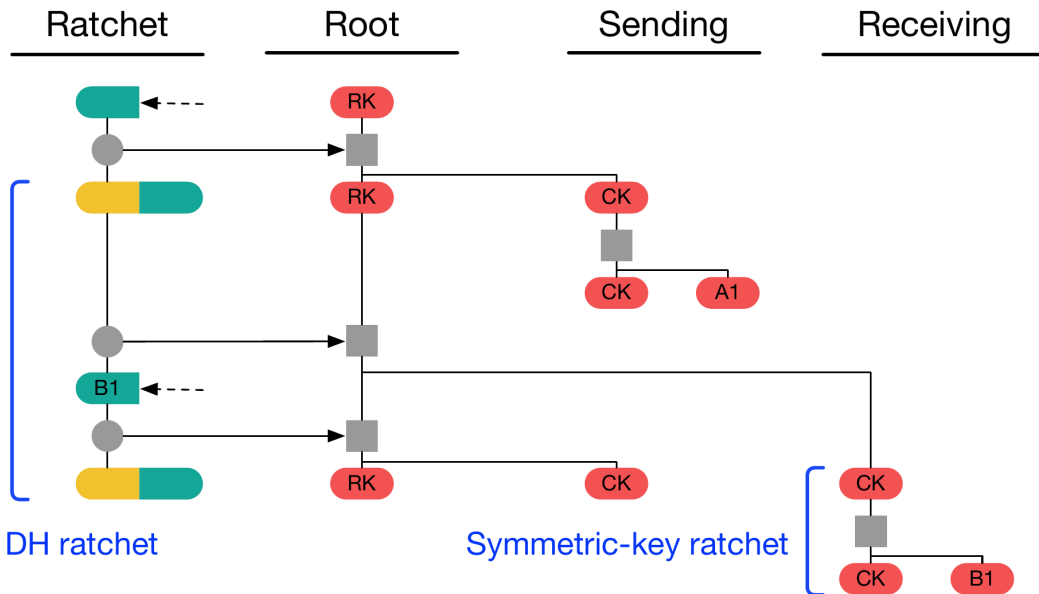 Ratchet Root Sending Receiving
RK
RK CK
CK A1
B1
RK CK CK
DH ratchet Symmetric-key ratchet
CK B1